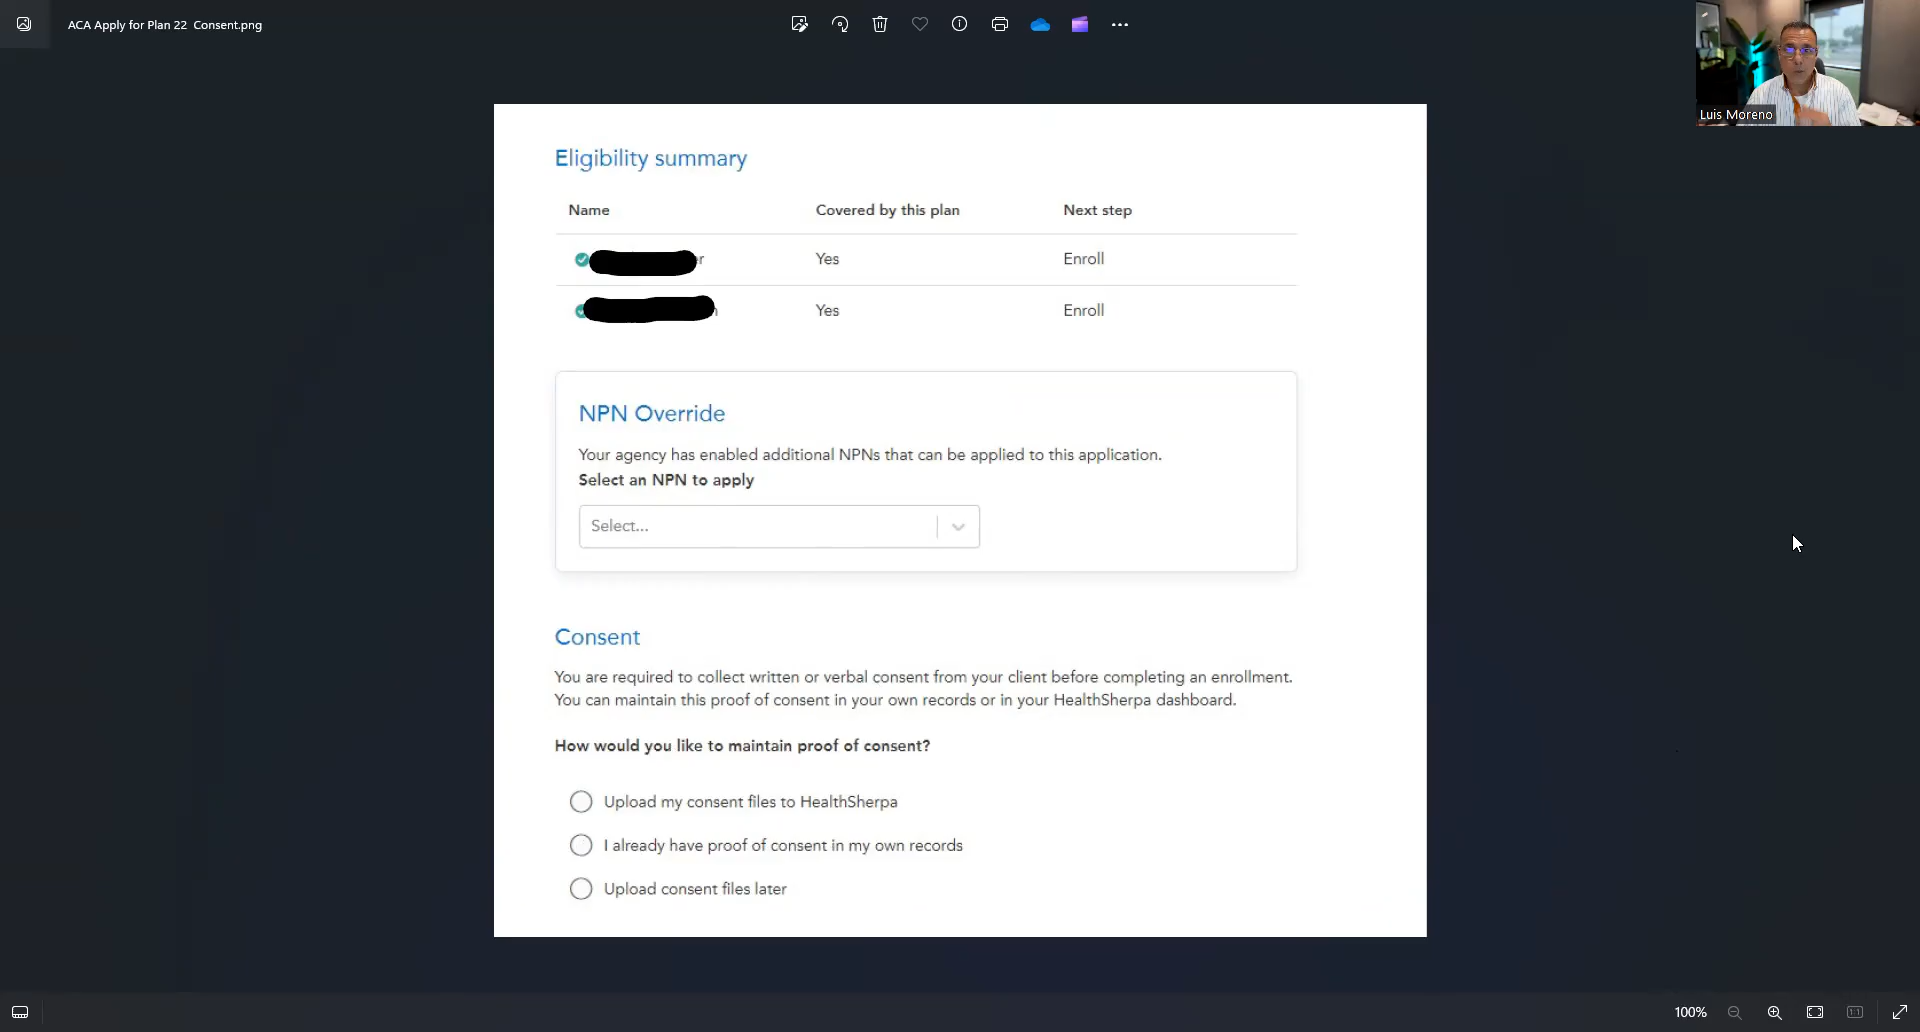 ACA Apply for Plan 22 Consent.png
Luis Moreno
Eligibility summary
Name Covered by this plan Next step
r Yes Enroll
Yes Enroll
NPN Override
Your agency has enabled additional NPNs that can be applied to this application.
Select an NPN to apply
Select...
Consent
You are required to collect written or verbal consent from your client before completing an enrollment.
You can maintain this proof of consent in your own records or in your HealthSherpa dashboard.
How would you like to maintain proof of consent?
Upload my consent files to HealthSherpa
I already have proof of consent in my own records
Upload consent files later
100%